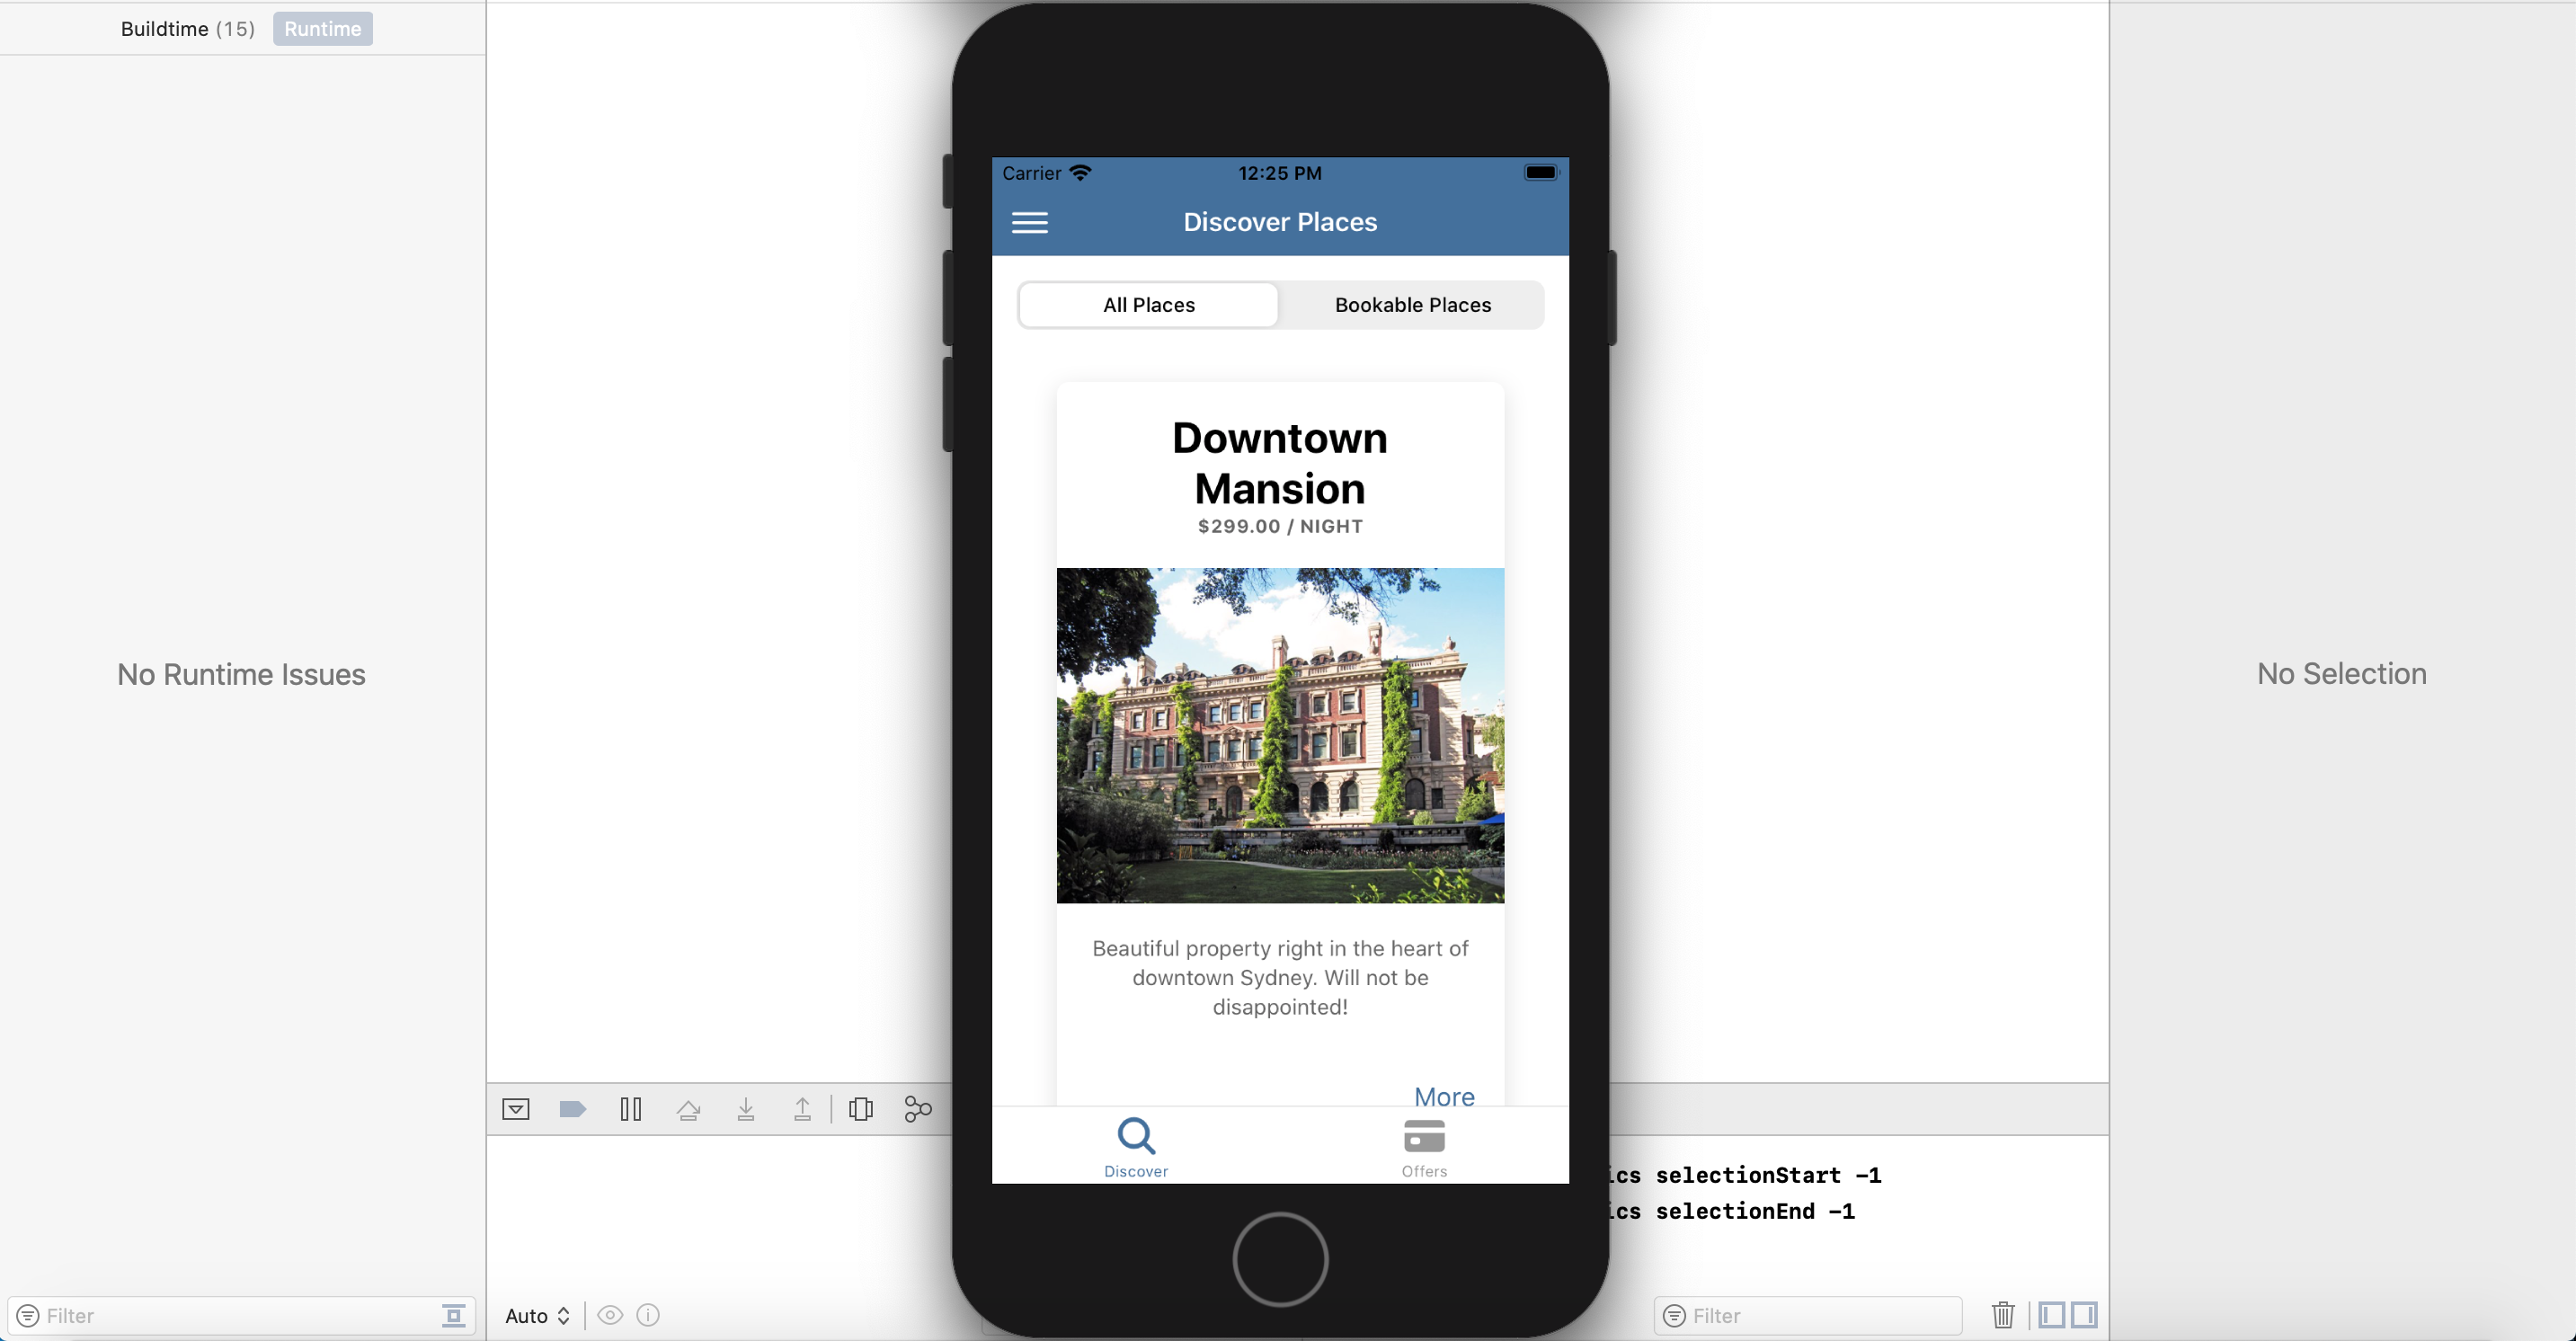 Buildtime (15) Runtime
No Runtime Issues
Filter
Carrier 12:25 PM
Discover Places
All Places Bookable Places
Downtown
Mansion
$299.00 / NIGHT
Beautiful property right in the heart of
downtown Sydney. Will not be
disappointed!
More
Discover Offers
selectionStart -1
selectionEnd -1
Auto
Filter
No Selection